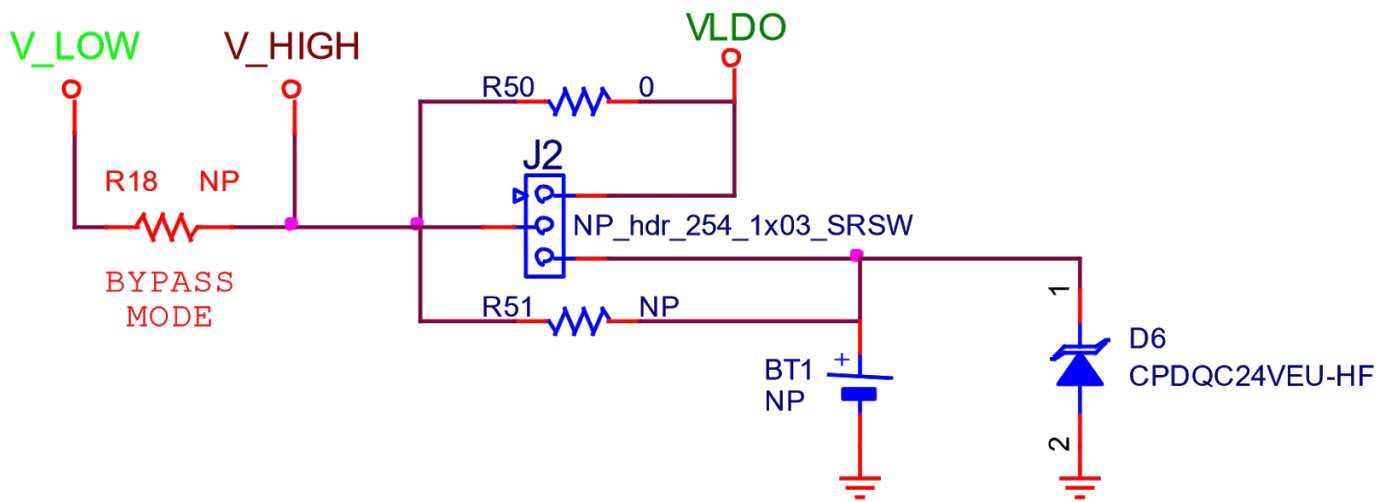 V_LOW
V_HIGH
VLDO
R50 0
J2
R18 NP
NP_hdr_254_1x03_SRSW
BYPASS
MODE
R51 NP
1
D6
CPDQC24VEU-HF
BT1
+
NP
2